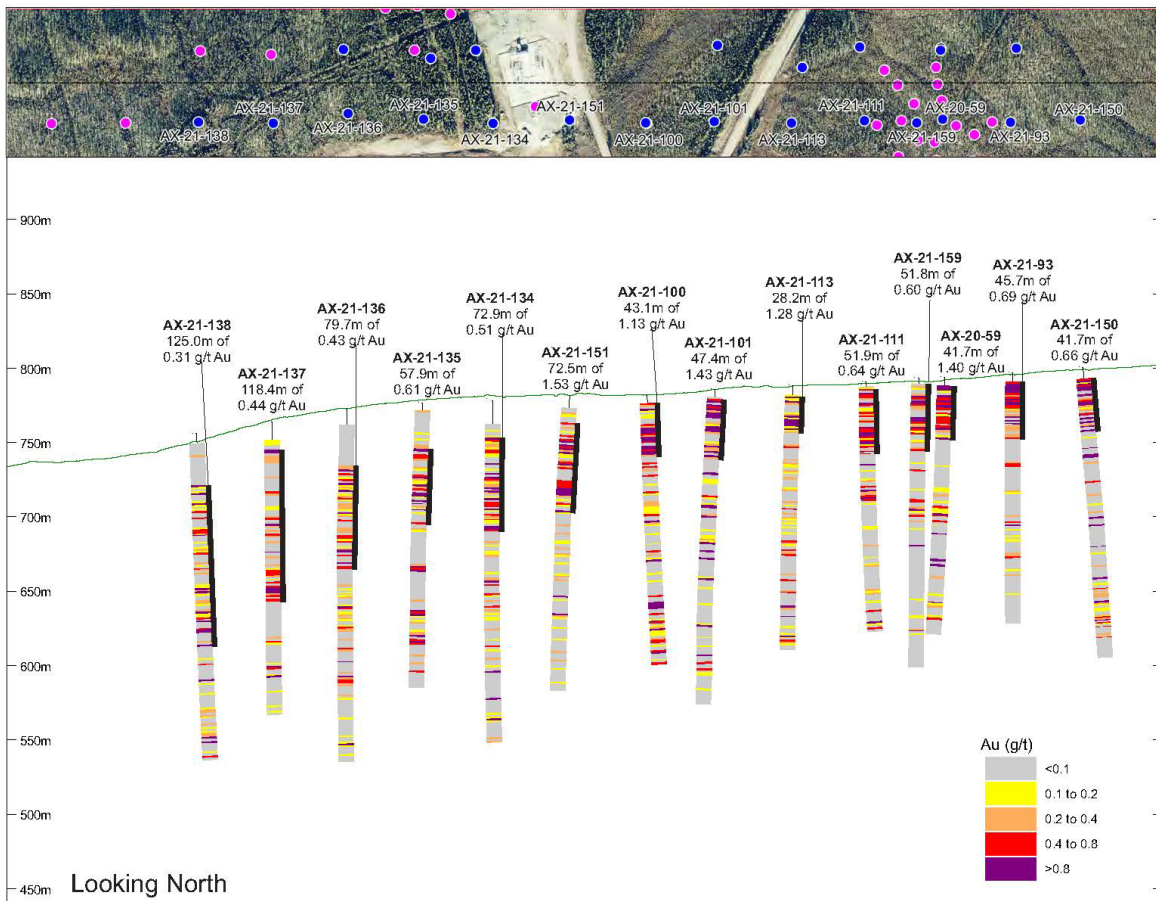 AX-21-137
AX-21-135
AX-21-151
AX-21-101
AX-21-111
AX-20-59
AX-21-150
AX-21-138
AX-21-136
AX-21-134
AX-21-100
AX-21-113
AX-21-159
AX-21-93
900m
850m
800m
750m
700m
650m
600m
550m
500m
450m
AX-21-138
125.0m of
0.31 g/t Au
AX-21-137
118.4m of
0.44 g/t Au
AX-21-136
79.7m of
0.43 g/t Au
AX-21-135
57.9m of
0.61 g/t Au
AX-21-134
72.9m of
0.51 g/t Au
AX-21-151
72.5m of
1.53 g/t Au
AX-21-100
43.1m of
1.13 g/t Au
AX-21-101
47.4m of
1.43 g/t Au
AX-21-113
28.2m of
1.28 g/t Au
AX-21-111
51.9m of
0.64 g/t Au
AX-21-159
51.8m of
0.60 g/t Au
AX-20-59
41.7m of
1.40 g/t Au
AX-21-93
45.7m of
0.69 g/t Au
AX-21-150
41.7m of
0.66 g/t Au
Au (g/t)
<0.1
0.1 to 0.2
0.2 to 0.4
0.4 to 0.8
>0.8
Looking North